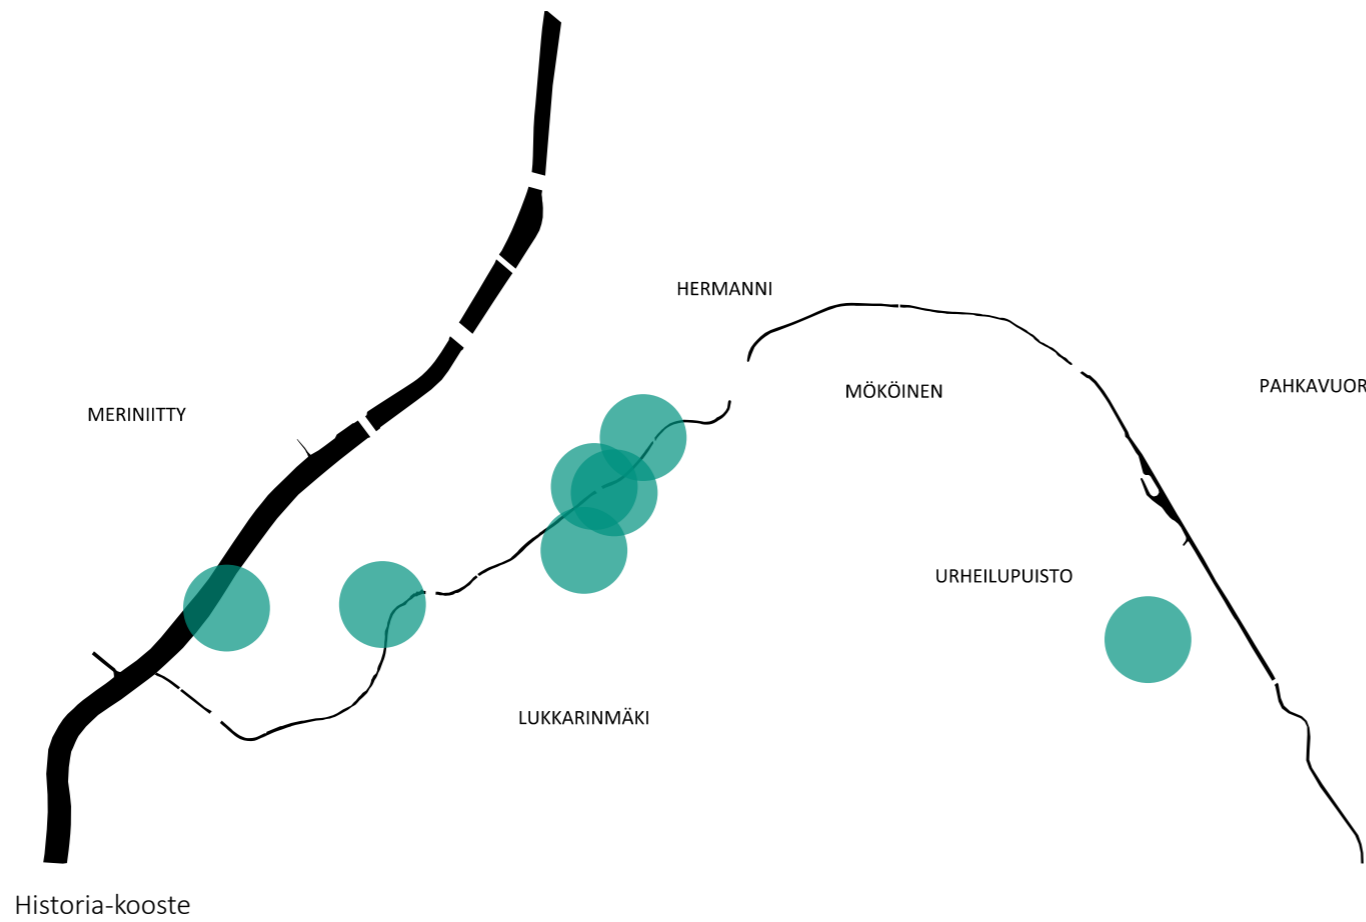 HERMANNI
MERINIITTY
MÖKÖINEN
PAHKAVUOR
URHEILUPUISTO
LUKKARINMÄKI
Historia-kooste